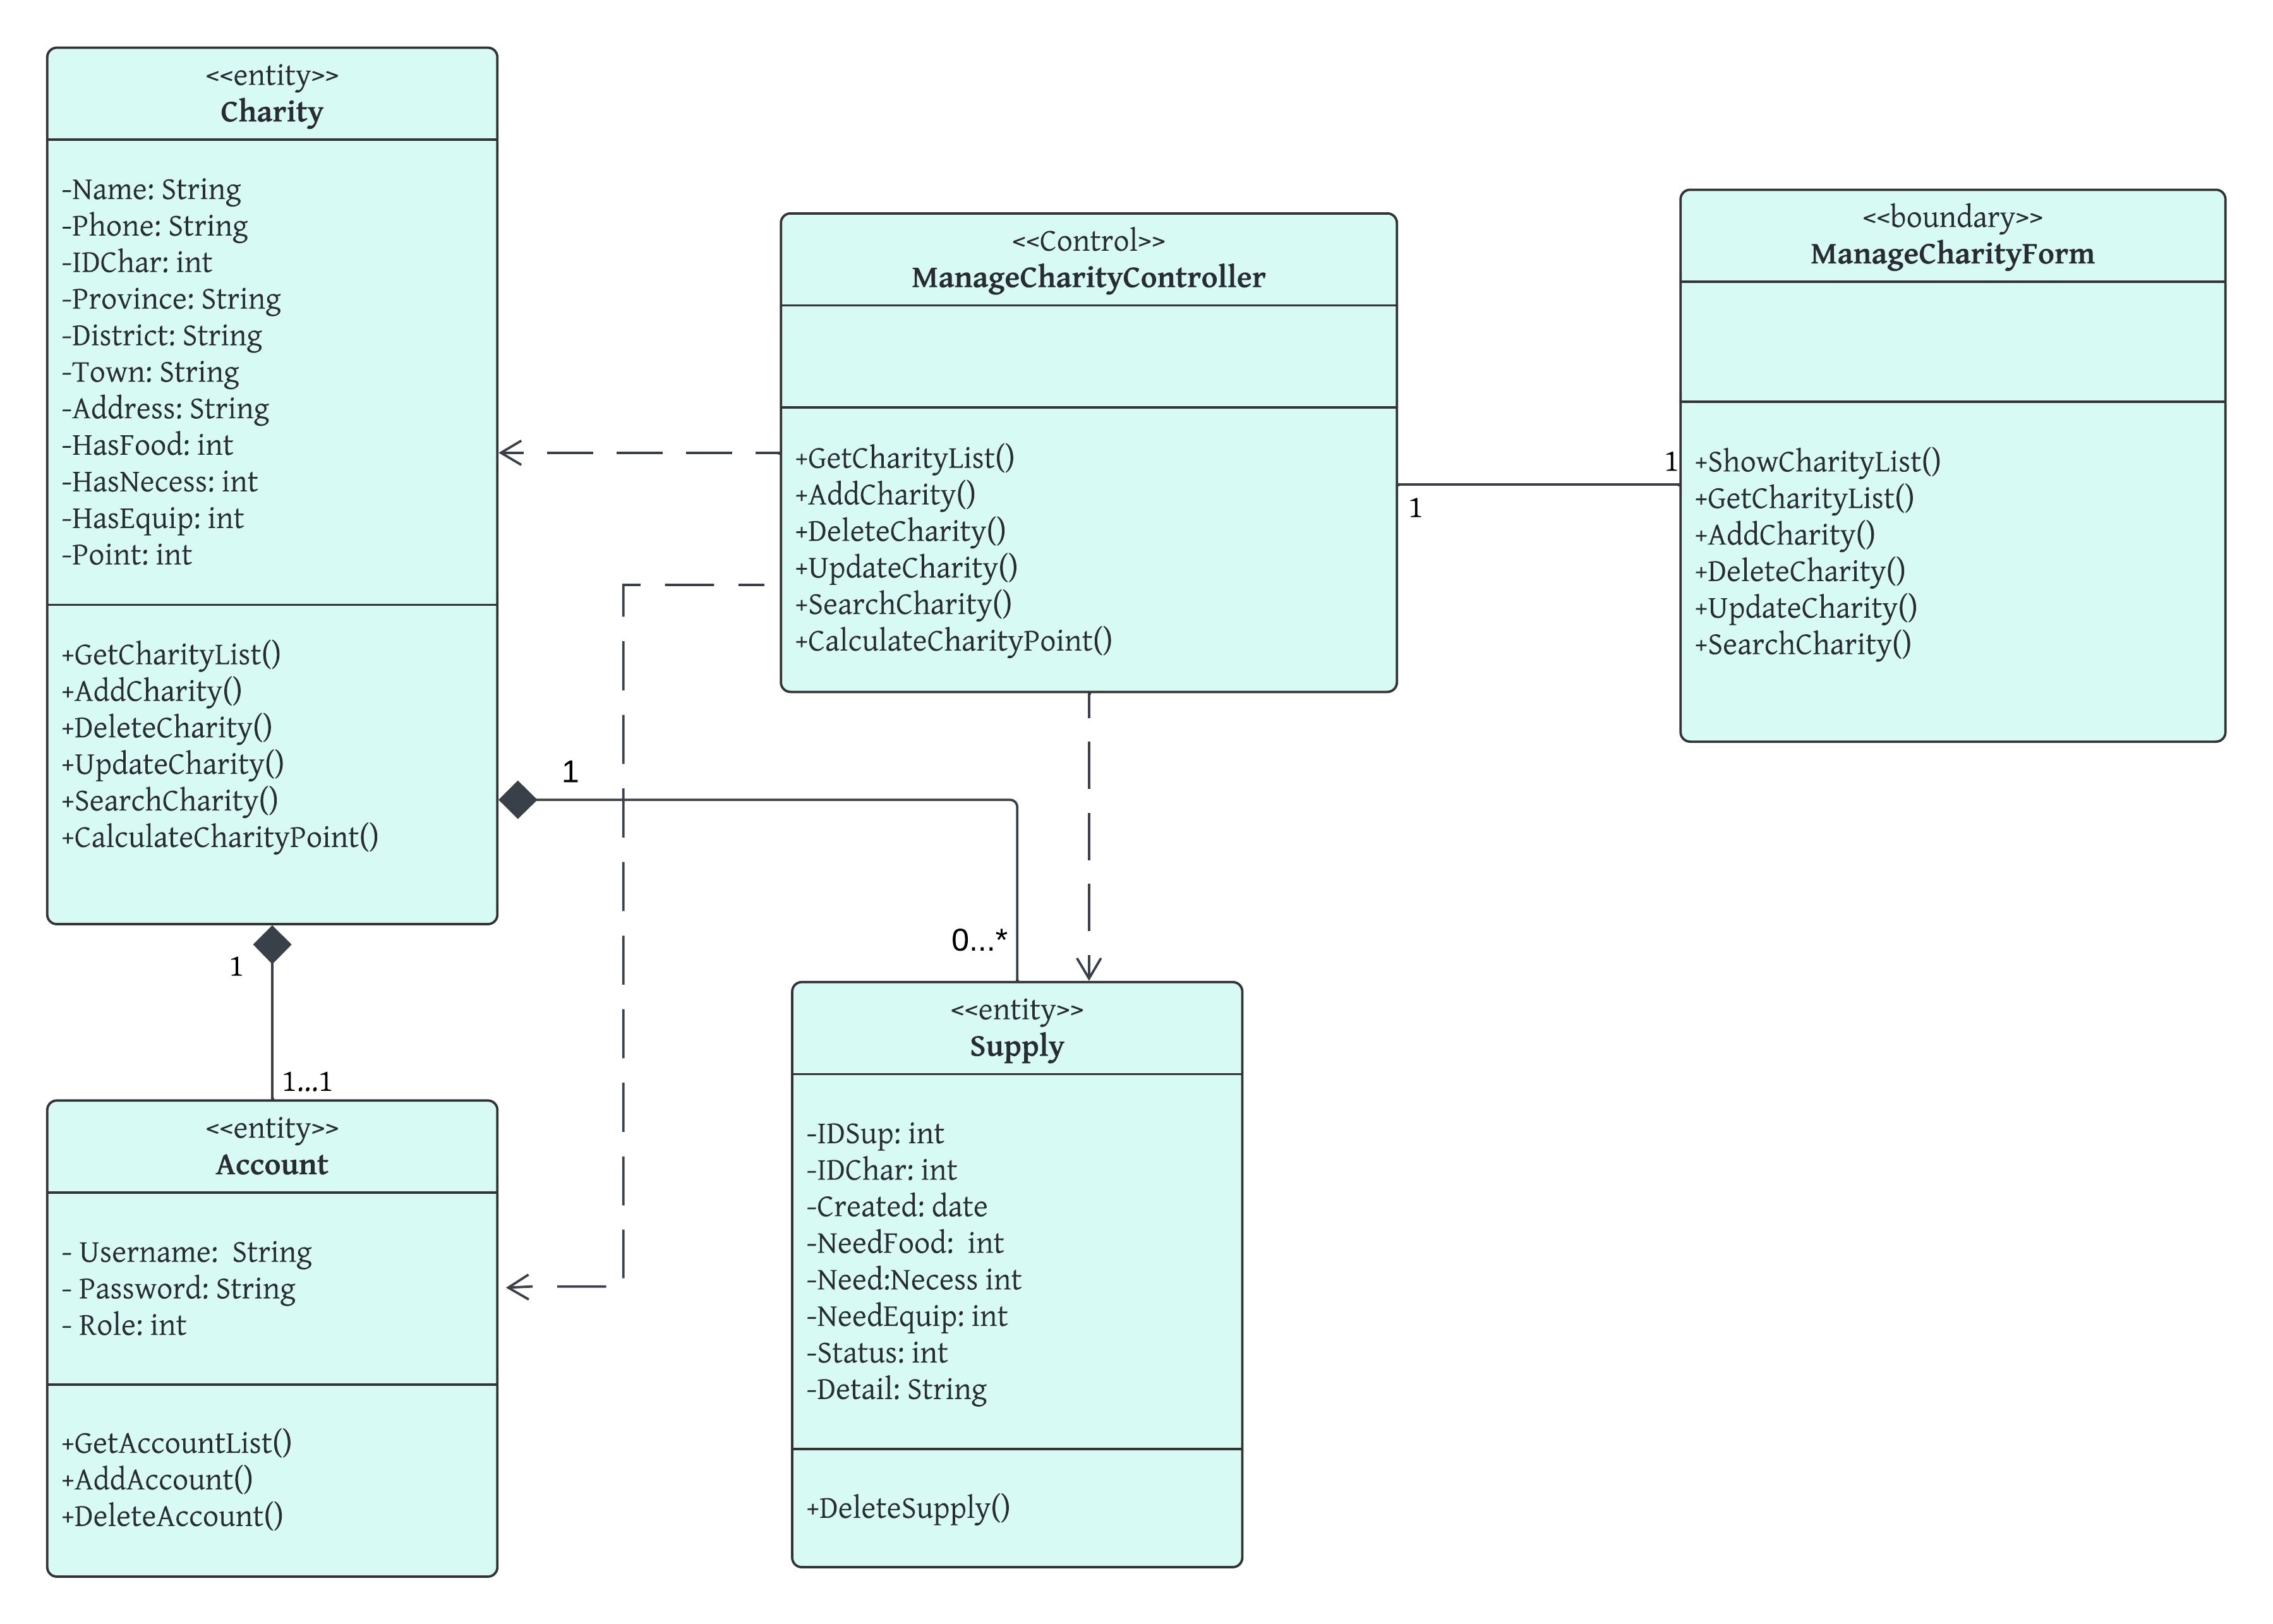 <<entity>>
Charity
-Name: String
-Phone: String
-IDChar: int
-Province: String
-District: String
-Town: String
-Address: String
-HasFood: int
-HasNecess: int
-HasEquip: int
-Point: int
+GetCharityList()
+AddCharity()
+DeleteCharity()
+UpdateCharity()
+SearchCharity()
+CalculateCharityPoint()
<<Control>>
ManageCharityController
+GetCharityList()
+AddCharity()
+DeleteCharity()
+UpdateCharity()
+SearchCharity()
+CalculateCharityPoint()
1
1
<<boundary>>
ManageCharityForm
+ShowCharityList()
+GetCharityList()
+AddCharity()
+DeleteCharity()
+UpdateCharity()
+SearchCharity()
1
0...*
1
1...1
<<entity>>
Account
- Username:  String
- Password: String
- Role: int
+GetAccountList()
+AddAccount()
+DeleteAccount()
<<entity>>
Supply
-IDSup: int
-IDChar: int
-Created: date
-NeedFood:  int
-Need:Necess int
-NeedEquip: int
-Status: int
-Detail: String
+DeleteSupply()